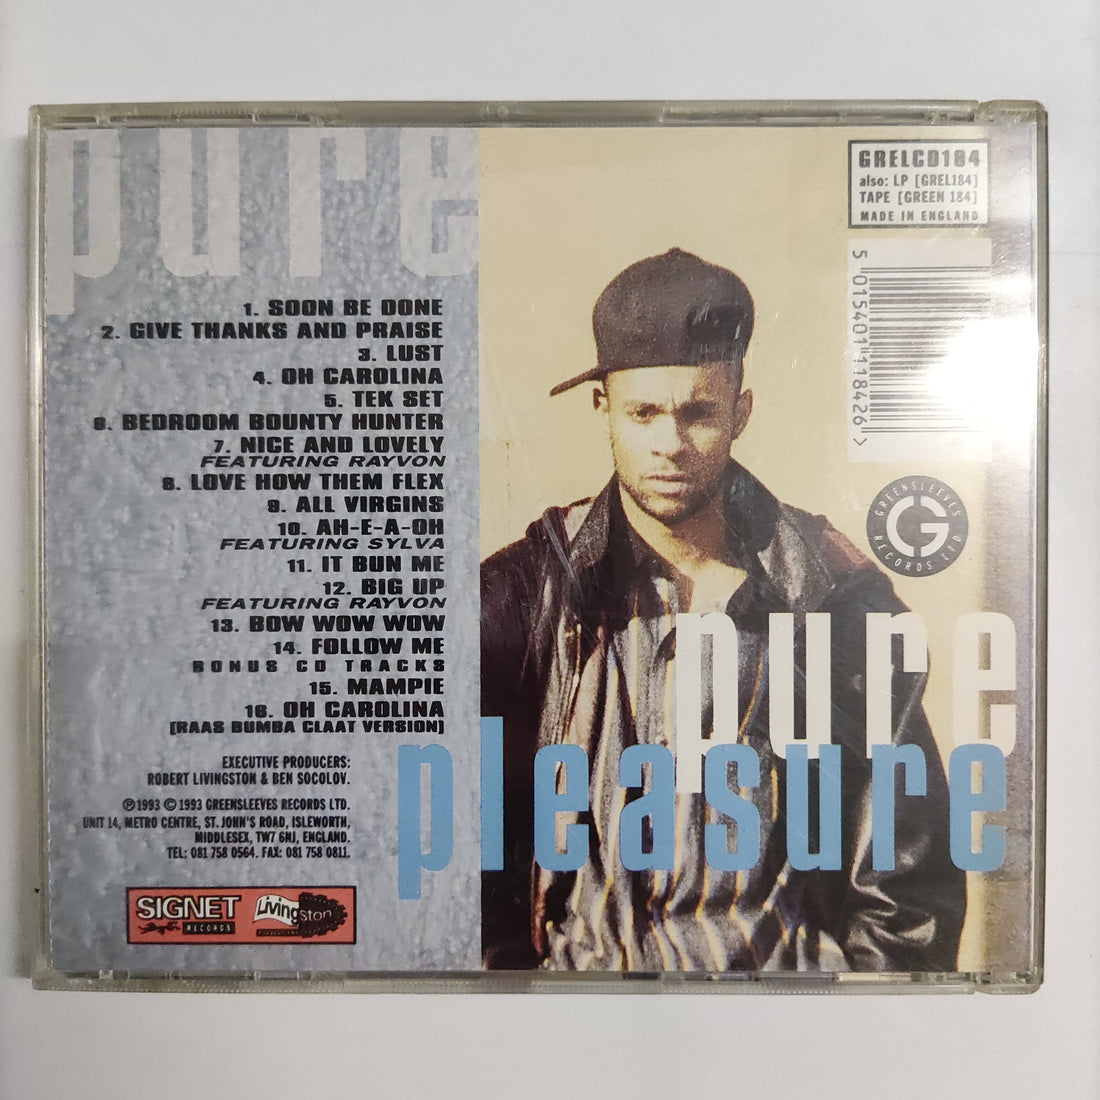 pure
1. SOON BE DONE
2. GIVE THANKS AND PRAISE
3. LUST
4. OH CAROLINA
5. TEK SET
6. BEDROOM BOUNTY HUNTER
7. NICE AND LOVELY
FEATURING RAYVON
8. LOVE HOW THEM FLEX
9. ALL VIRGINS
10. AH-E-A-OH
FEATURING SYLVA
11. IT BUN ME
12. BIG UP
FEATURING RAYVON
13. BOW WOW WOW
14. FOLLOW ME
BONUS CD TRACKS
15. MAMPIE
16. OH CAROLINA
[RAAS BUMBA CLAAT VERSION]
EXECUTIVE PRODUCERS:
ROBERT LIVINGSTON & BEN SOCOLOV.
℗1993 ©1993 GREENSLEEVES RECORDS LTD.
UNIT 14, METRO CENTRE, ST. JOHN'S ROAD, ISLEWORTH,
MIDDLESEX, TW7 6NJ, ENGLAND.
TEL: 081 758 0564. FAX: 081 758 0811.
SIGNET
RECORDS
Livingston
PRODUCTIONS
GRELCD184
also: LP [GREL184]
TAPE [GREEN 184]
MADE IN ENGLAND
5 015401 118426 >
GREENSLEEVES
G
RECORDS LTD
pure
pleasure